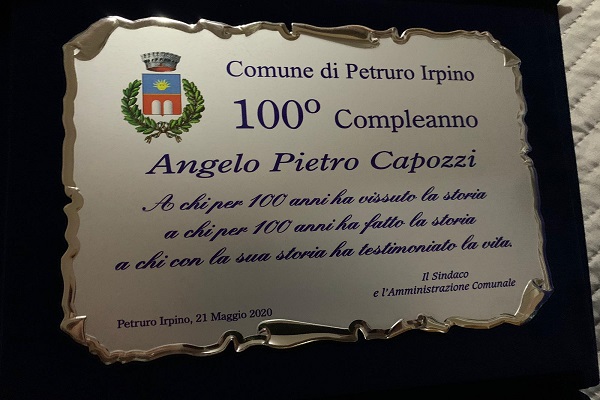 Comune di Petruro Irpino
100° Compleanno
Angelo Pietro Capozzi
A chi per 100 anni ha vissuto la storia
a chi per 100 anni ha fatto la storia
a chi con la sua storia ha testimoniato la vita.
Il Sindaco
e l'Amministrazione Comunale
Petruro Irpino, 21 Maggio 2020